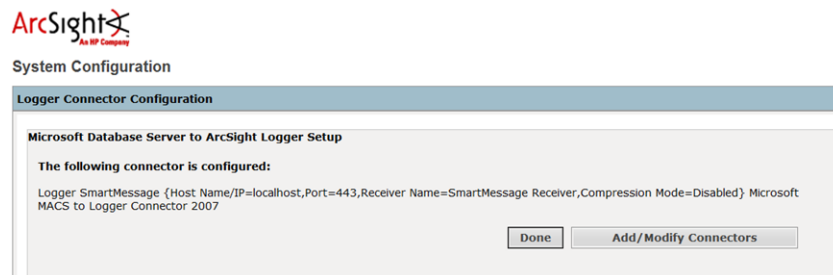 ArcSight
An HP Company
System Configuration
Logger Connector Configuration
Microsoft Database Server to ArcSight Logger Setup
The following connector is configured:
Logger SmartMessage {Host Name/IP=localhost,Port=443,Receiver Name=SmartMessage Receiver,Compression Mode=Disabled} Microsoft
MACS to Logger Connector 2007
Done Add/Modify Connectors